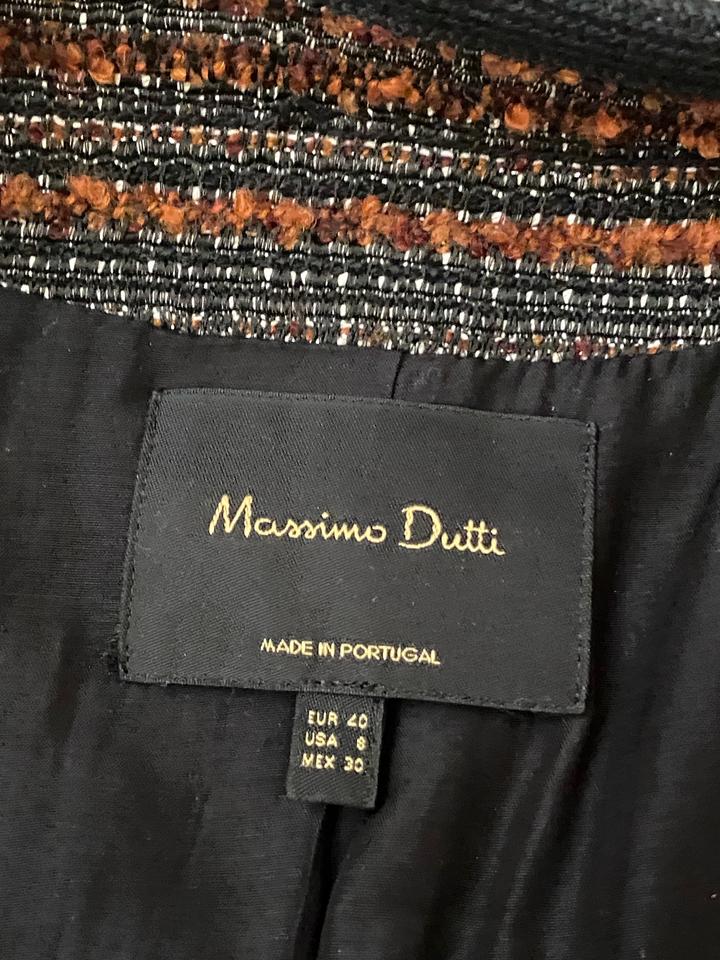 Massimo Dutti
MADE IN PORTUGAL
EUR 40
USA 8
MEX 30